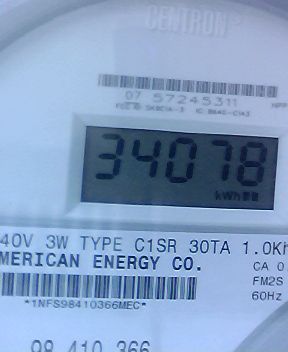 CENTRON
07 57245311
34078
kWh
40V 3W TYPE C1SR 30TA 1.0Kh
MERICAN ENERGY CO.
CA 0.
FM2S
60Hz
*1NFS98410366MEC*
98 410 366